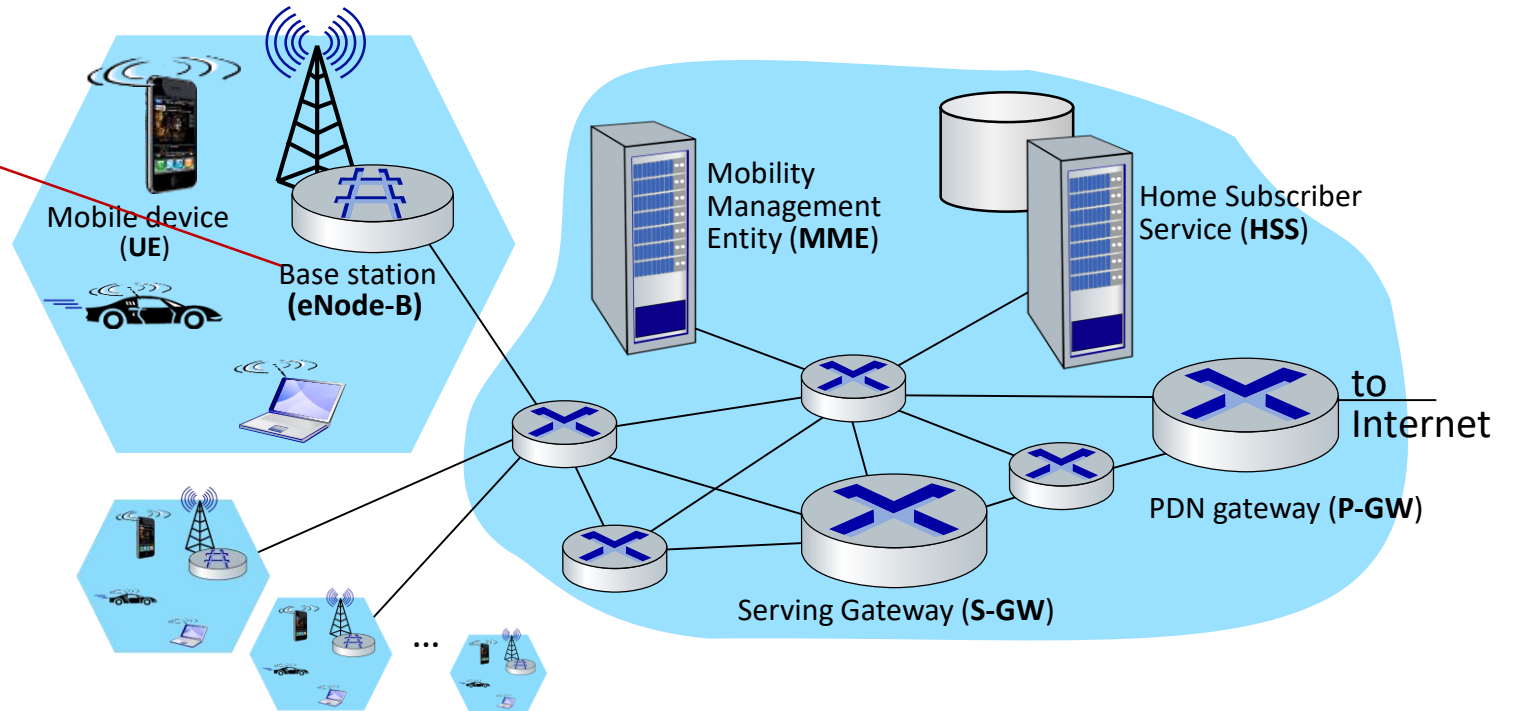 Mobile device
(UE)
Base station
(eNode-B)
Mobility
Management
Entity (MME)
Home Subscriber
Service (HSS)
to
Internet
PDN gateway (P-GW)
Serving Gateway (S-GW)
...